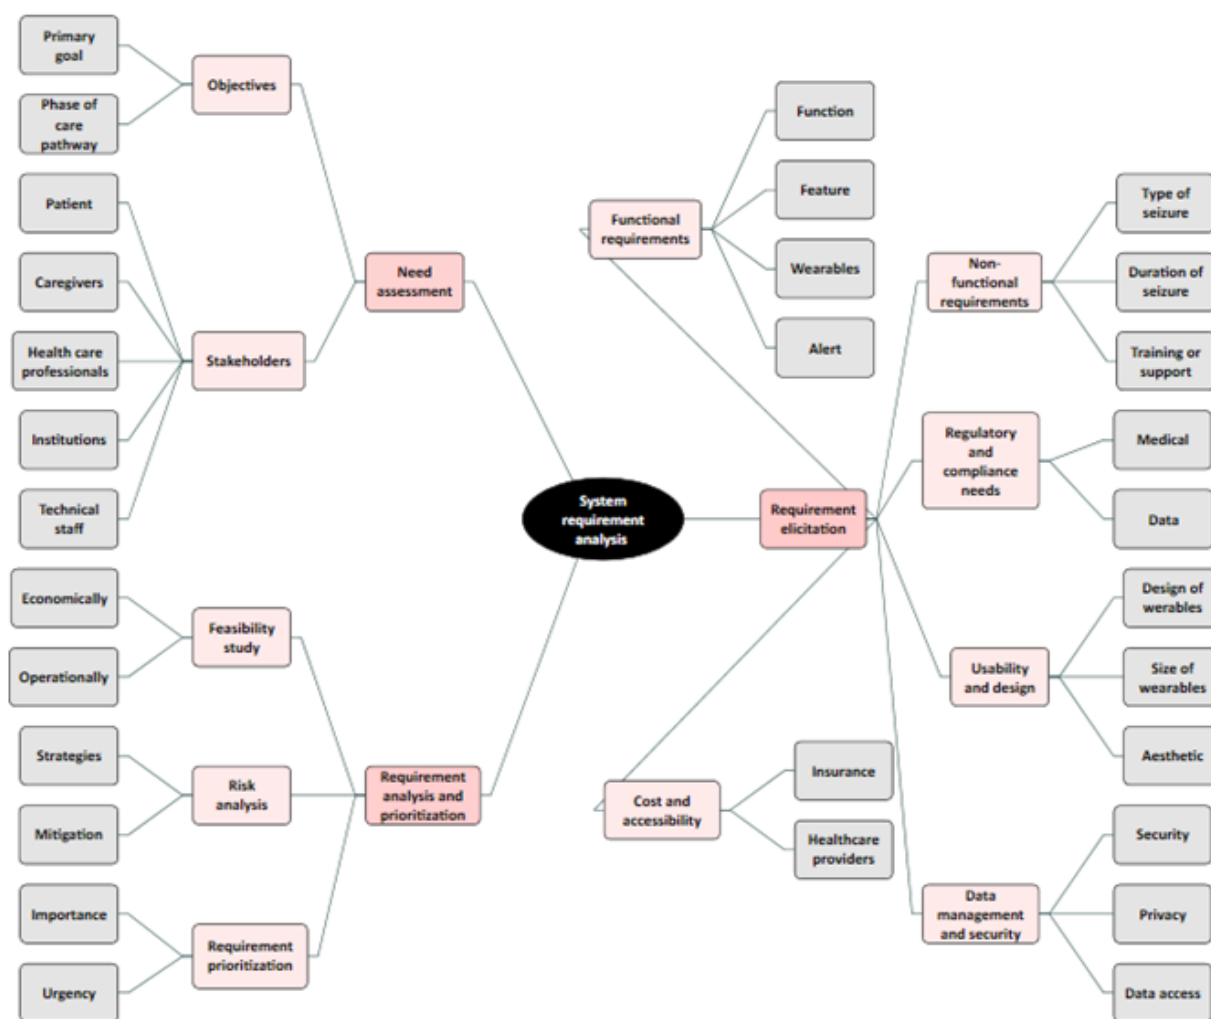 Primary
goal
Phase of
care
pathway
Objectives
Patient
Caregivers
Health care
professionals
Institutions
Technical
staff
Stakeholders
Need
assessment
Economically
Operationally
Feasibility
study
Strategies
Mitigation
Risk
analysis
Importance
Urgency
Requirement
prioritization
Requirement
analysis and
prioritization
System
requirement
analysis
Requirement
elicitation
Functional
requirements
Function
Feature
Wearables
Alert
Cost and
accessibility
Insurance
Healthcare
providers
Non-
functional
requirements
Type of
seizure
Duration of
seizure
Training or
support
Regulatory
and
compliance
needs
Medical
Data
Usability
and design
Design of
werables
Size of
wearables
Aesthetic
Data
management
and security
Security
Privacy
Data access